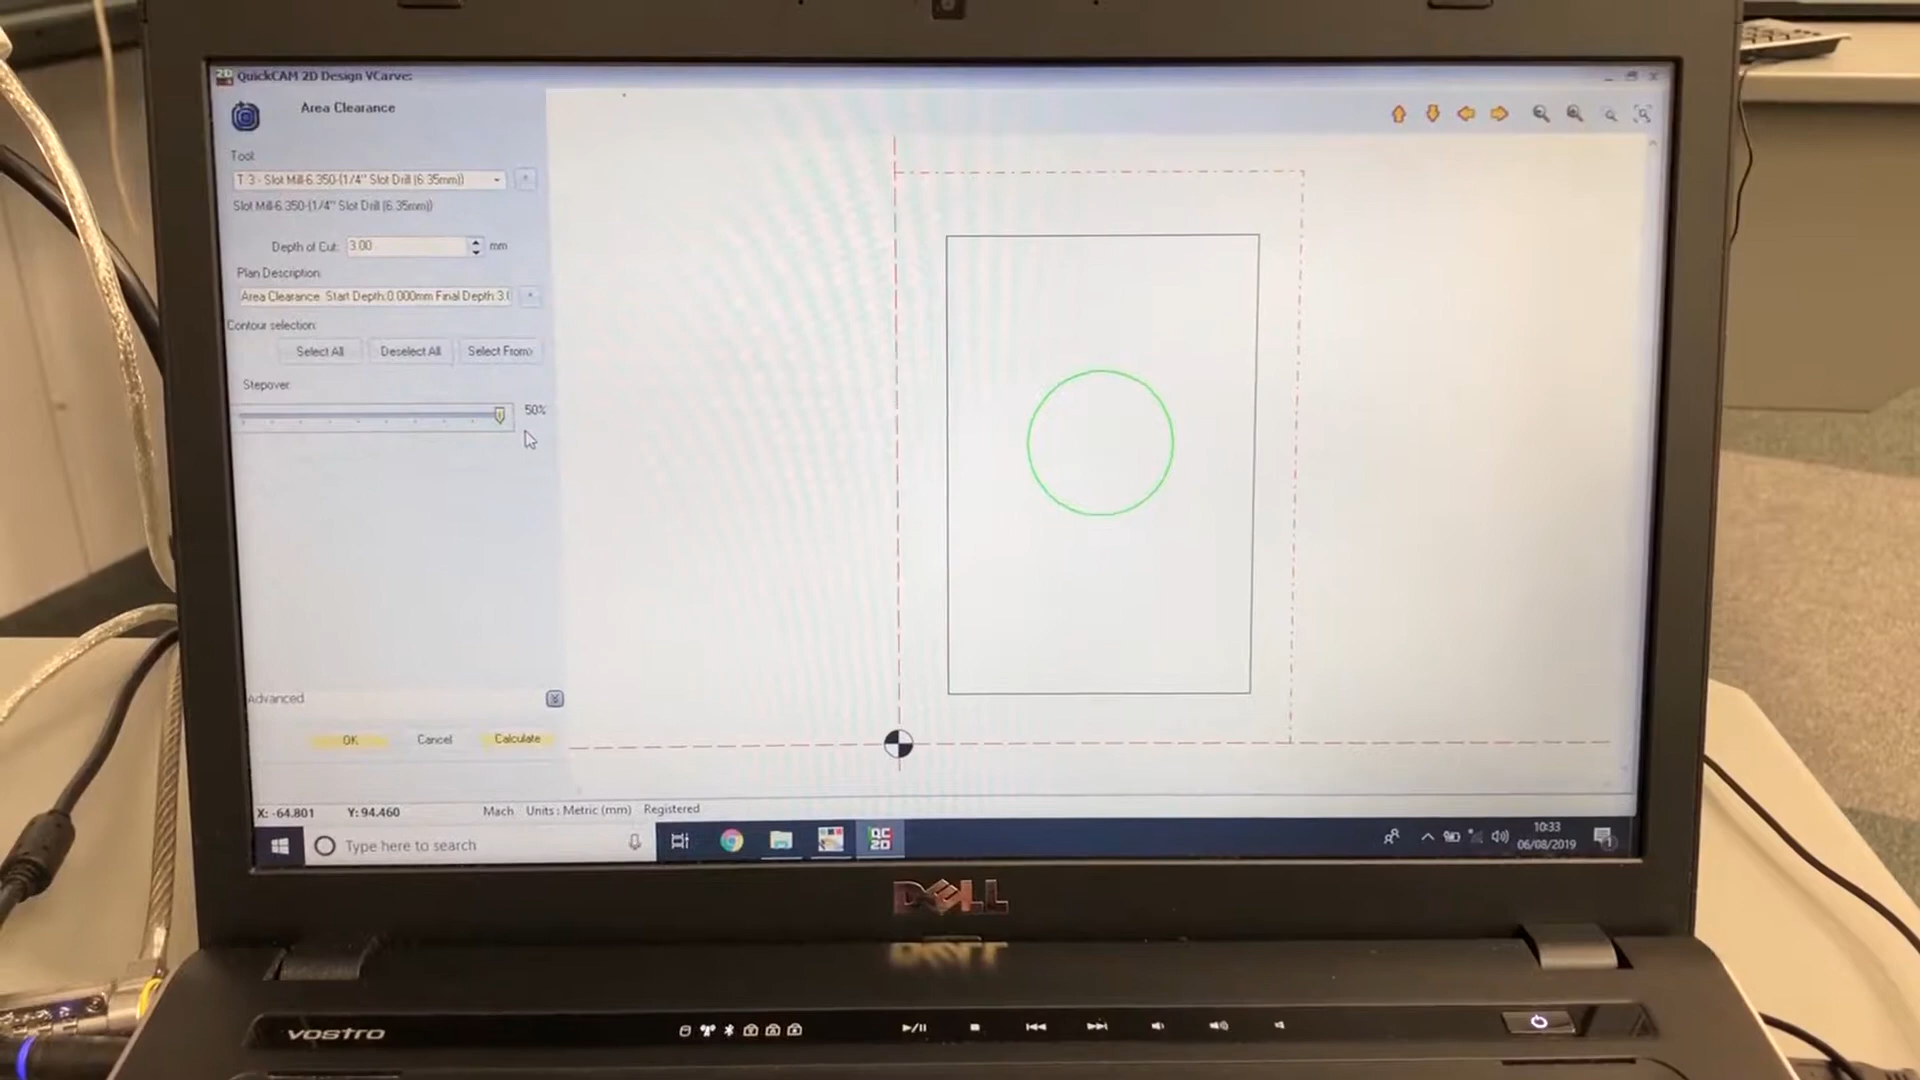 QuickCAM 2D Design VCarve:
Area Clearance
Tool:
T 3 - Slot Mill-6.350-(1/4" Slot Drill (6.35mm))
Slot Mill-6.350-(1/4" Slot Drill (6.35mm))
Depth of Cut: 3.00 mm
Plan Description:
Area Clearance Start Depth:0.000mm Final Depth:3.
Contour selection:
Select All Deselect All Select From>
Stepover:
50%
Advanced
OK Cancel Calculate
X: -64.801 Y: 94.460 Mach Units : Metric (mm) Registered
Type here to search
QC
2D
10:33
06/08/2019
DELL
VOSTRO